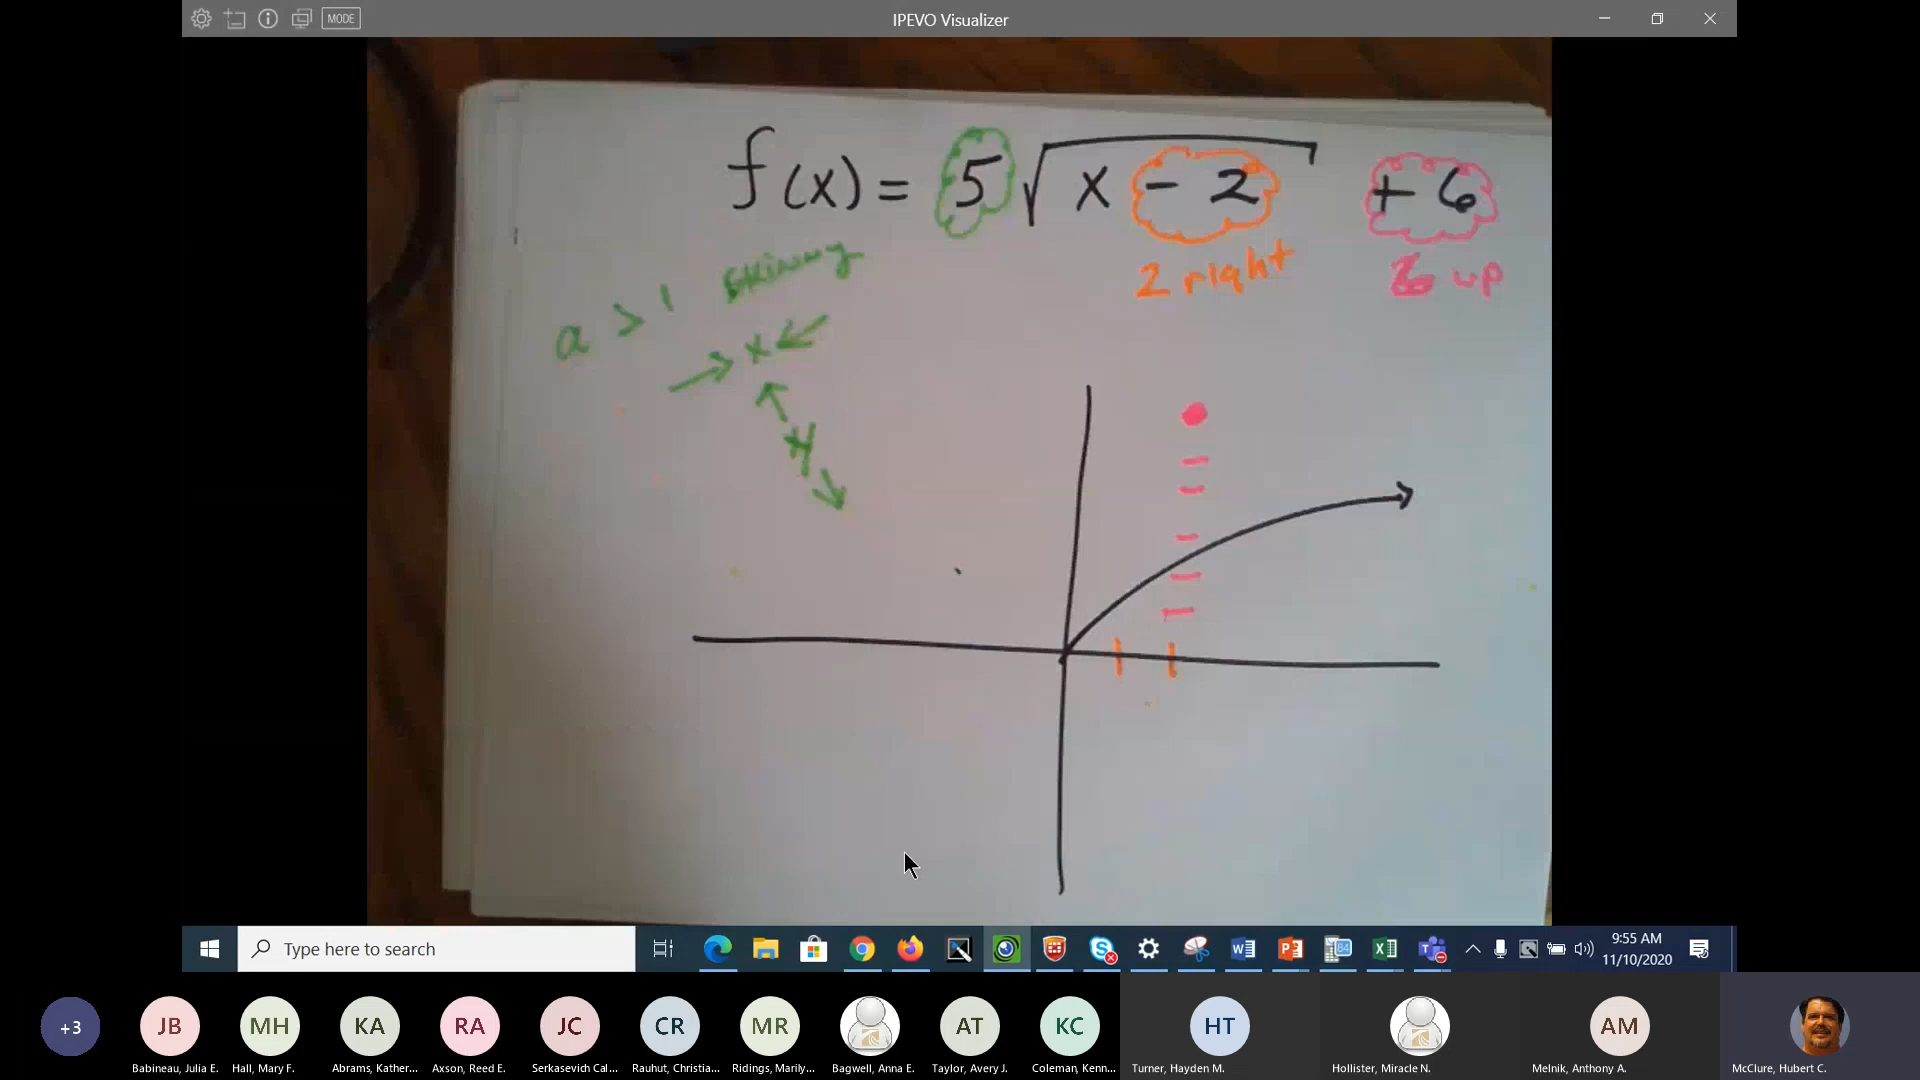 MODE
IPEVO Visualizer
f(x) = 5√x - 2 + 6
skinny
2 right
6 up
a > 1
→ x ←
y
Type here to search
9:55 AM
11/10/2020
+3
JB
MH
KA
RA
JC
CR
MR
AT
KC
HT
AM
Babineau, Julia E.
Hall, Mary F.
Abrams, Kather...
Axson, Reed E.
Serkasevich Cal...
Rauhut, Christia...
Ridings, Marily...
Bagwell, Anna E.
Taylor, Avery J.
Coleman, Kenn...
Turner, Hayden M.
Hollister, Miracle N.
Melnik, Anthony A.
McClure, Hubert C.